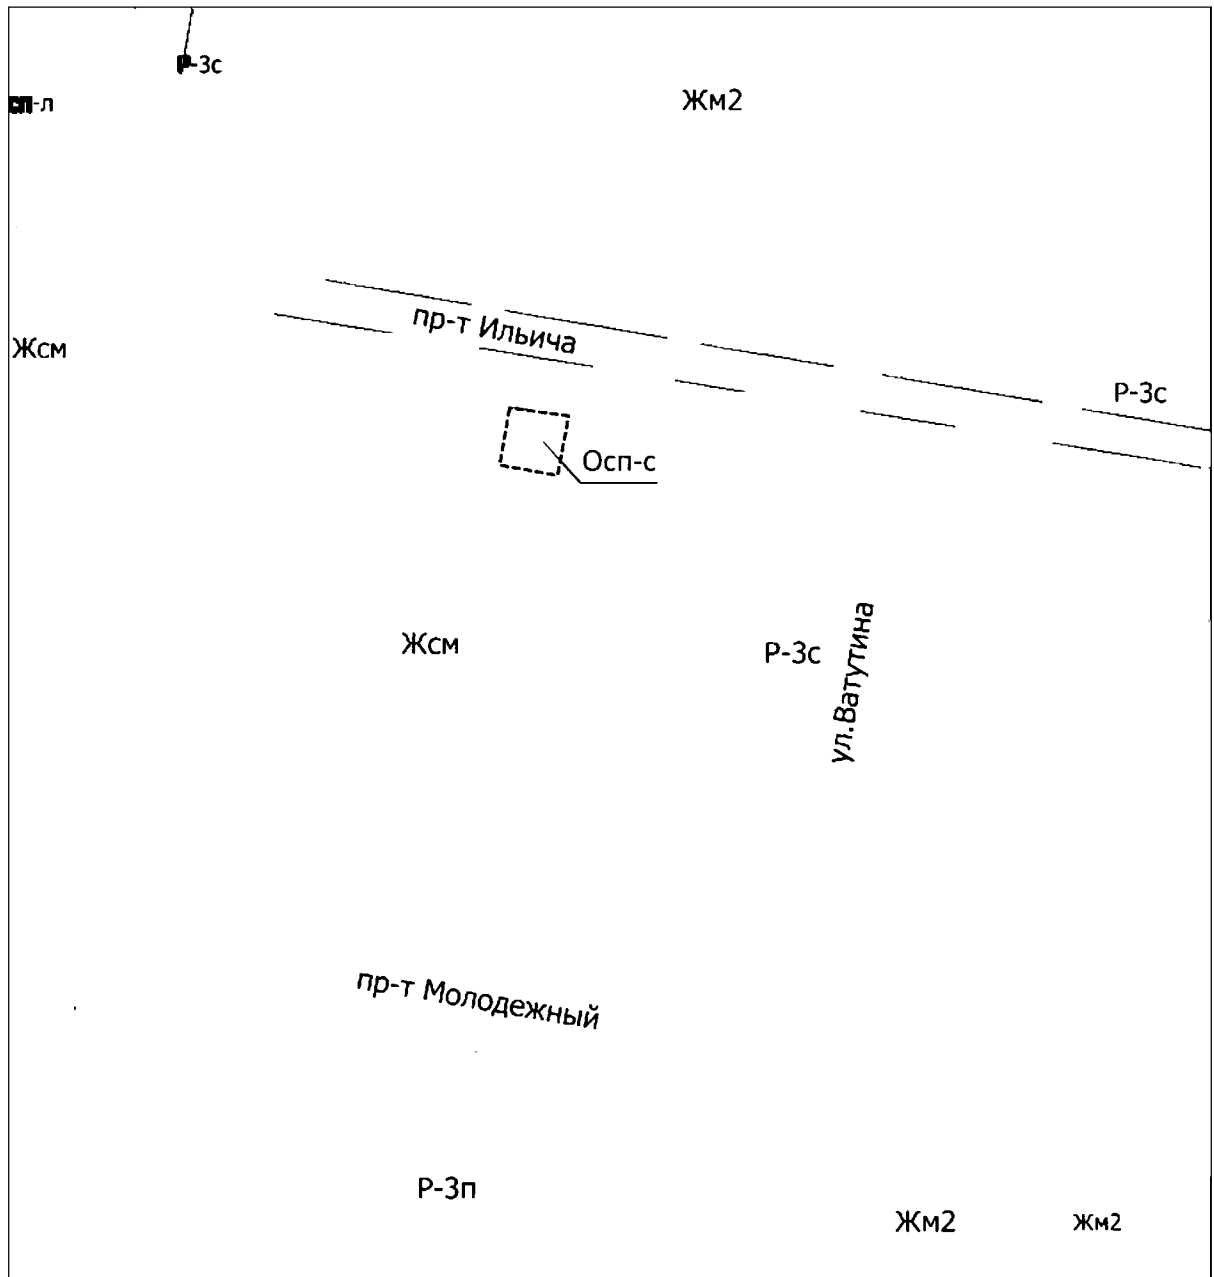 Р-3с
сп-л
Жм2
пр-т Ильича
Жсм
Р-3с
Осп-с
Жсм
Р-3с
ул.Ватутина
пр-т Молодежный
Р-3п
Жм2
Жм2